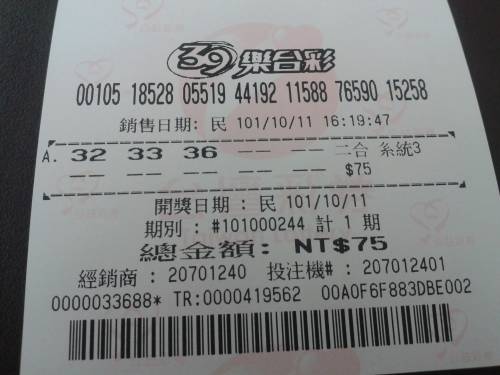 39樂合彩
00105 18528 05519 44192 11588 76590 15258
銷售日期: 民 101/10/11 16:19:47
A. 32 33 36 -- -- 二合 系統3
-- -- -- -- -- $75
開獎日期 : 民 101/10/11
期別 : #101000244 計 1 期
總金額: NT$75
經銷商 : 20701240 投注機# : 207012401
0000033688* TR:0000419562 00A0F6F883DBE002